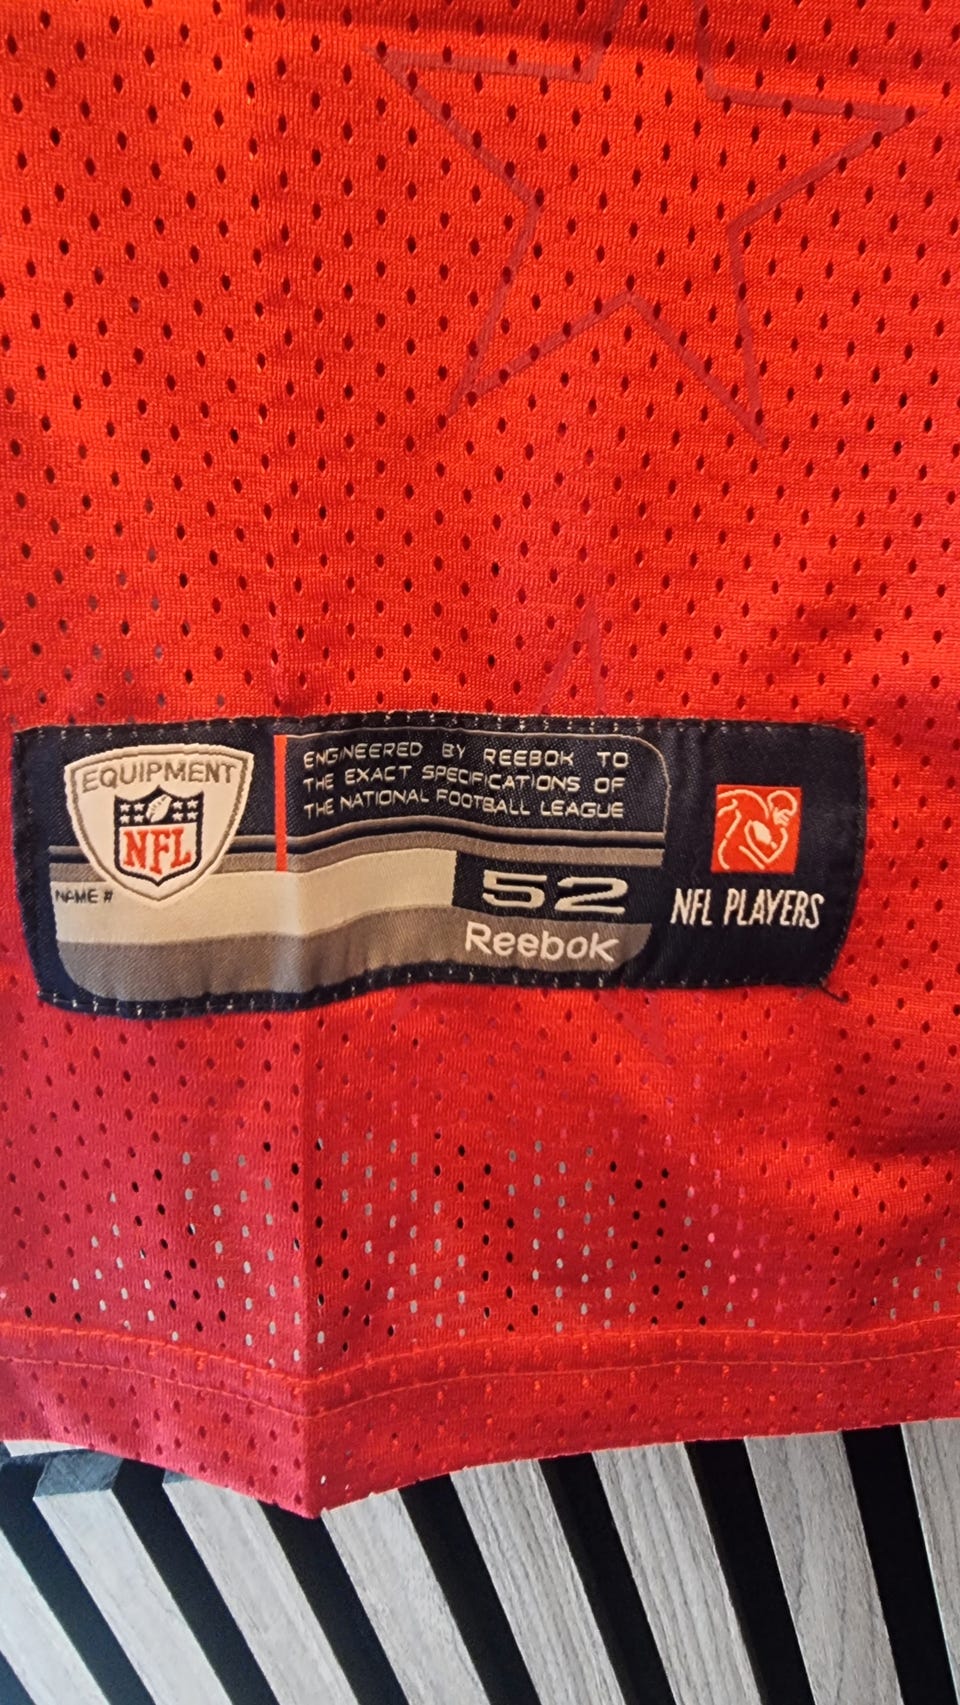 EQUIPMENT
NFL
NAME #
ENGINEERED BY REEBOK TO
THE EXACT SPECIFICATIONS OF
THE NATIONAL FOOTBALL LEAGUE
52
Reebok
NFL PLAYERS